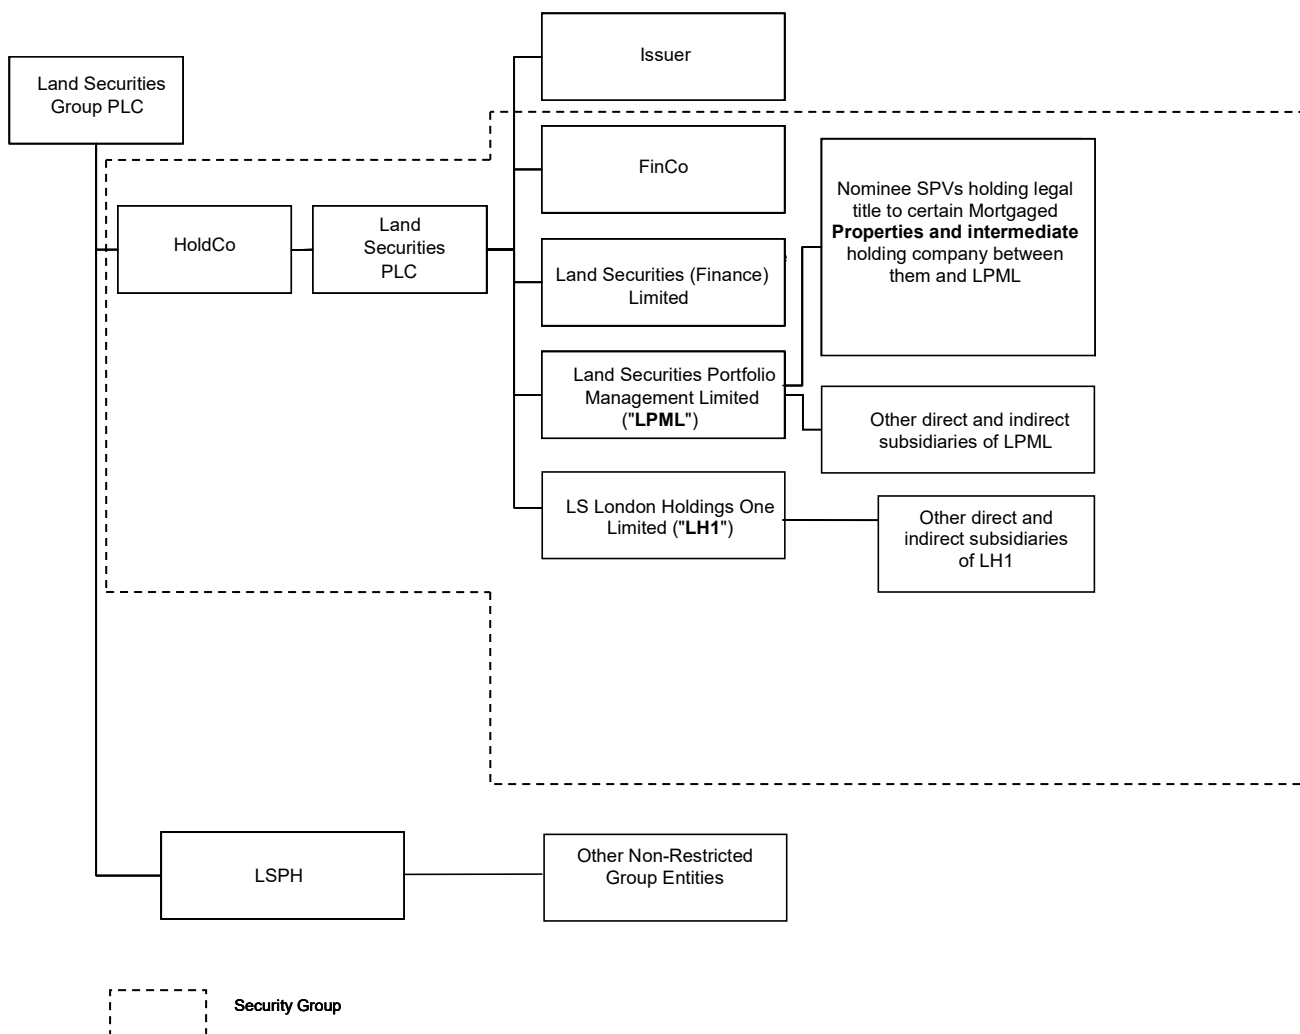 Land Securities
Group PLC
Issuer
FinCo
HoldCo
Land
Securities
PLC
Land Securities (Finance)
Limited
Land Securities Portfolio
Management Limited
("LPML")
LS London Holdings One
Limited ("LH1")
Nominee SPVs holding legal
title to certain Mortgaged
Properties and intermediate
holding company between
them and LPML
Other direct and indirect
subsidiaries of LPML
Other direct and
indirect subsidiaries
of LH1
LSPH
Other Non-Restricted
Group Entities
Security Group